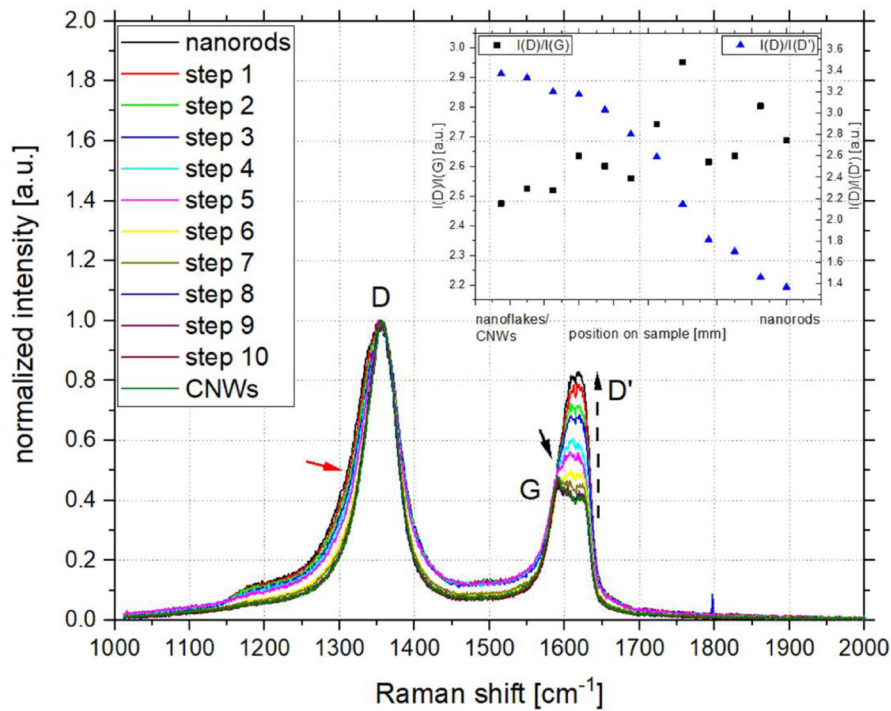 nanorods
step 1
step 2
step 3
step 4
step 5
step 6
step 7
step 8
step 9
step 10
CNWs
normalized intensity [a.u.]
2.0
1.8
1.6
1.4
1.2
1.0
0.8
0.6
0.4
0.2
0.0
1000 1100 1200 1300 1400 1500 1600 1700 1800 1900 2000
Raman shift [cm-1]
D
G
D'
I(D)/I(G)
I(D)/I(D')
I(D)/I(G) [a.u.]
3.0
2.9
2.8
2.7
2.6
2.5
2.4
2.3
2.2
I(D)/I(D') [a.u.]
3.6
3.4
3.2
3.0
2.8
2.6
2.4
2.2
2.0
1.8
1.6
1.4
nanoflakes/
CNWs
position on sample [mm]
nanorods